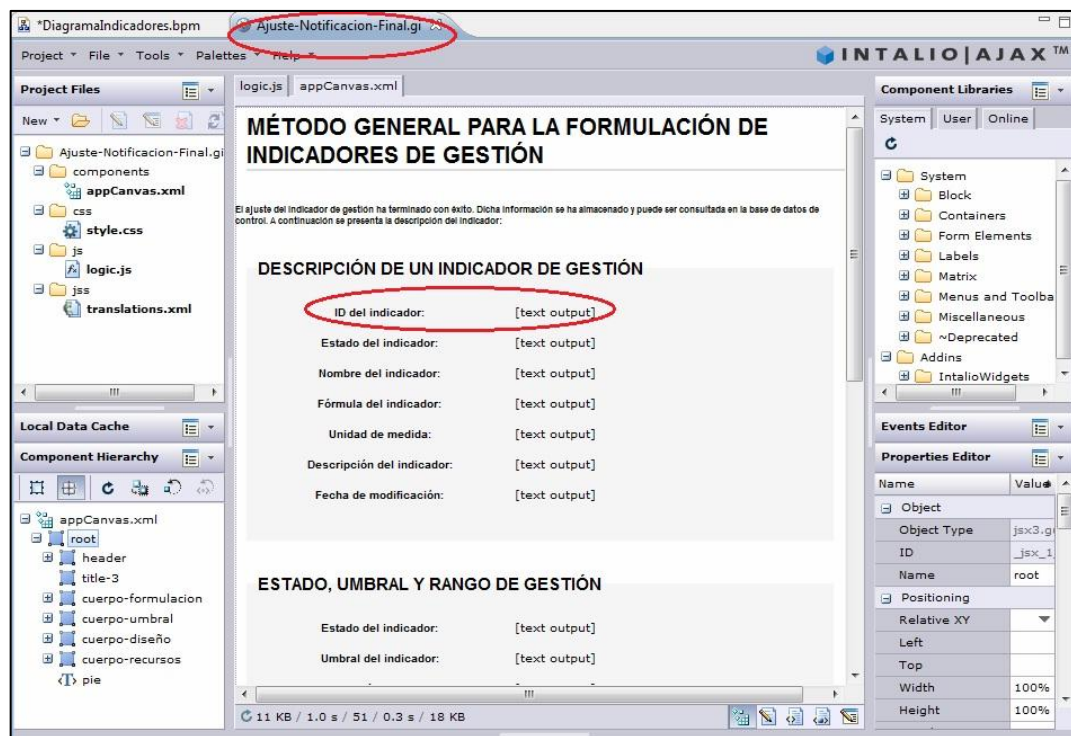 *DiagramaIndicadores.bpm
Ajuste-Notificacion-Final.gi
Project File Tools Palettes Help
INTALIO|AJAX™
Project Files
New
Ajuste-Notificacion-Final.gi
components
appCanvas.xml
css
style.css
js
logic.js
jss
translations.xml
Local Data Cache
Component Hierarchy
appCanvas.xml
root
header
title-3
cuerpo-formulacion
cuerpo-umbral
cuerpo-diseño
cuerpo-recursos
pie
logic.js appCanvas.xml
MÉTODO GENERAL PARA LA FORMULACIÓN DE
INDICADORES DE GESTIÓN
El ajuste del indicador de gestión ha terminado con éxito. Dicha información se ha almacenado y puede ser consultada en la base de datos de
control. A continuación se presenta la descripción del indicador:
DESCRIPCIÓN DE UN INDICADOR DE GESTIÓN
ID del indicador: [text output]
Estado del indicador: [text output]
Nombre del indicador: [text output]
Fórmula del indicador: [text output]
Unidad de medida: [text output]
Descripción del indicador: [text output]
Fecha de modificación: [text output]
ESTADO, UMBRAL Y RANGO DE GESTIÓN
Estado del indicador: [text output]
Umbral del indicador: [text output]
11 KB / 1.0 s / 51 / 0.3 s / 18 KB
Component Libraries
System User Online
System
Block
Containers
Form Elements
Labels
Matrix
Menus and Toolba
Miscellaneous
~Deprecated
Addins
IntalioWidgets
Events Editor
Properties Editor
Name Value
Object
Object Type jsx3.gu
ID _jsx_1_
Name root
Positioning
Relative XY
Left
Top
Width 100%
Height 100%